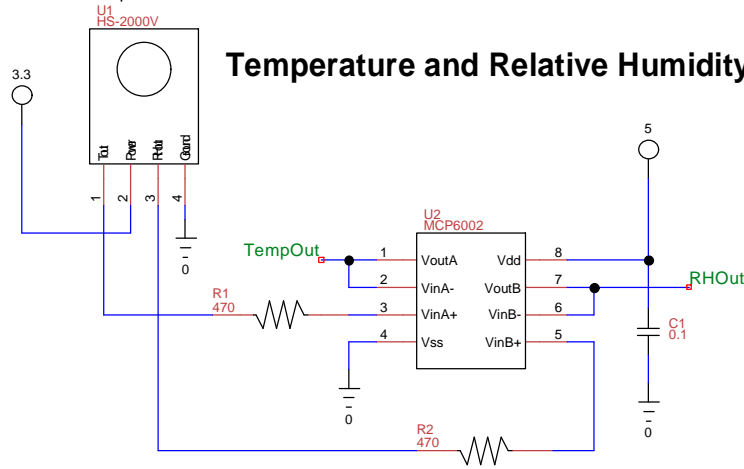 U1
HS-2000V
Temperature and Relative Humidity
3.3
Tout
Power
RHout
Ground
1
2
3
4
0
5
U2
MCP6002
TempOut
1 VoutA Vdd 8
2 VinA- VoutB 7
3 VinA+ VinB- 6
4 Vss VinB+ 5
RHOut
R1
470
C1
0.1
0
0
R2
470